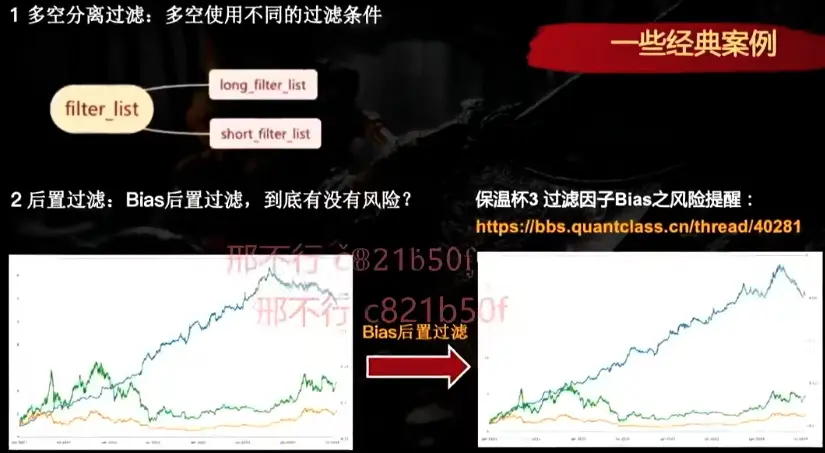 1 多空分离过滤：多空使用不同的过滤条件
一些经典案例
filter_list
long_filter_list
short_filter_list
2 后置过滤：Bias后置过滤，到底有没有风险？
保温杯3 过滤因子Bias之风险提醒：
https://bbs.quantclass.cn/thread/40281
邢不行 c821b50f
邢不行 c821b50f
Bias后置过滤